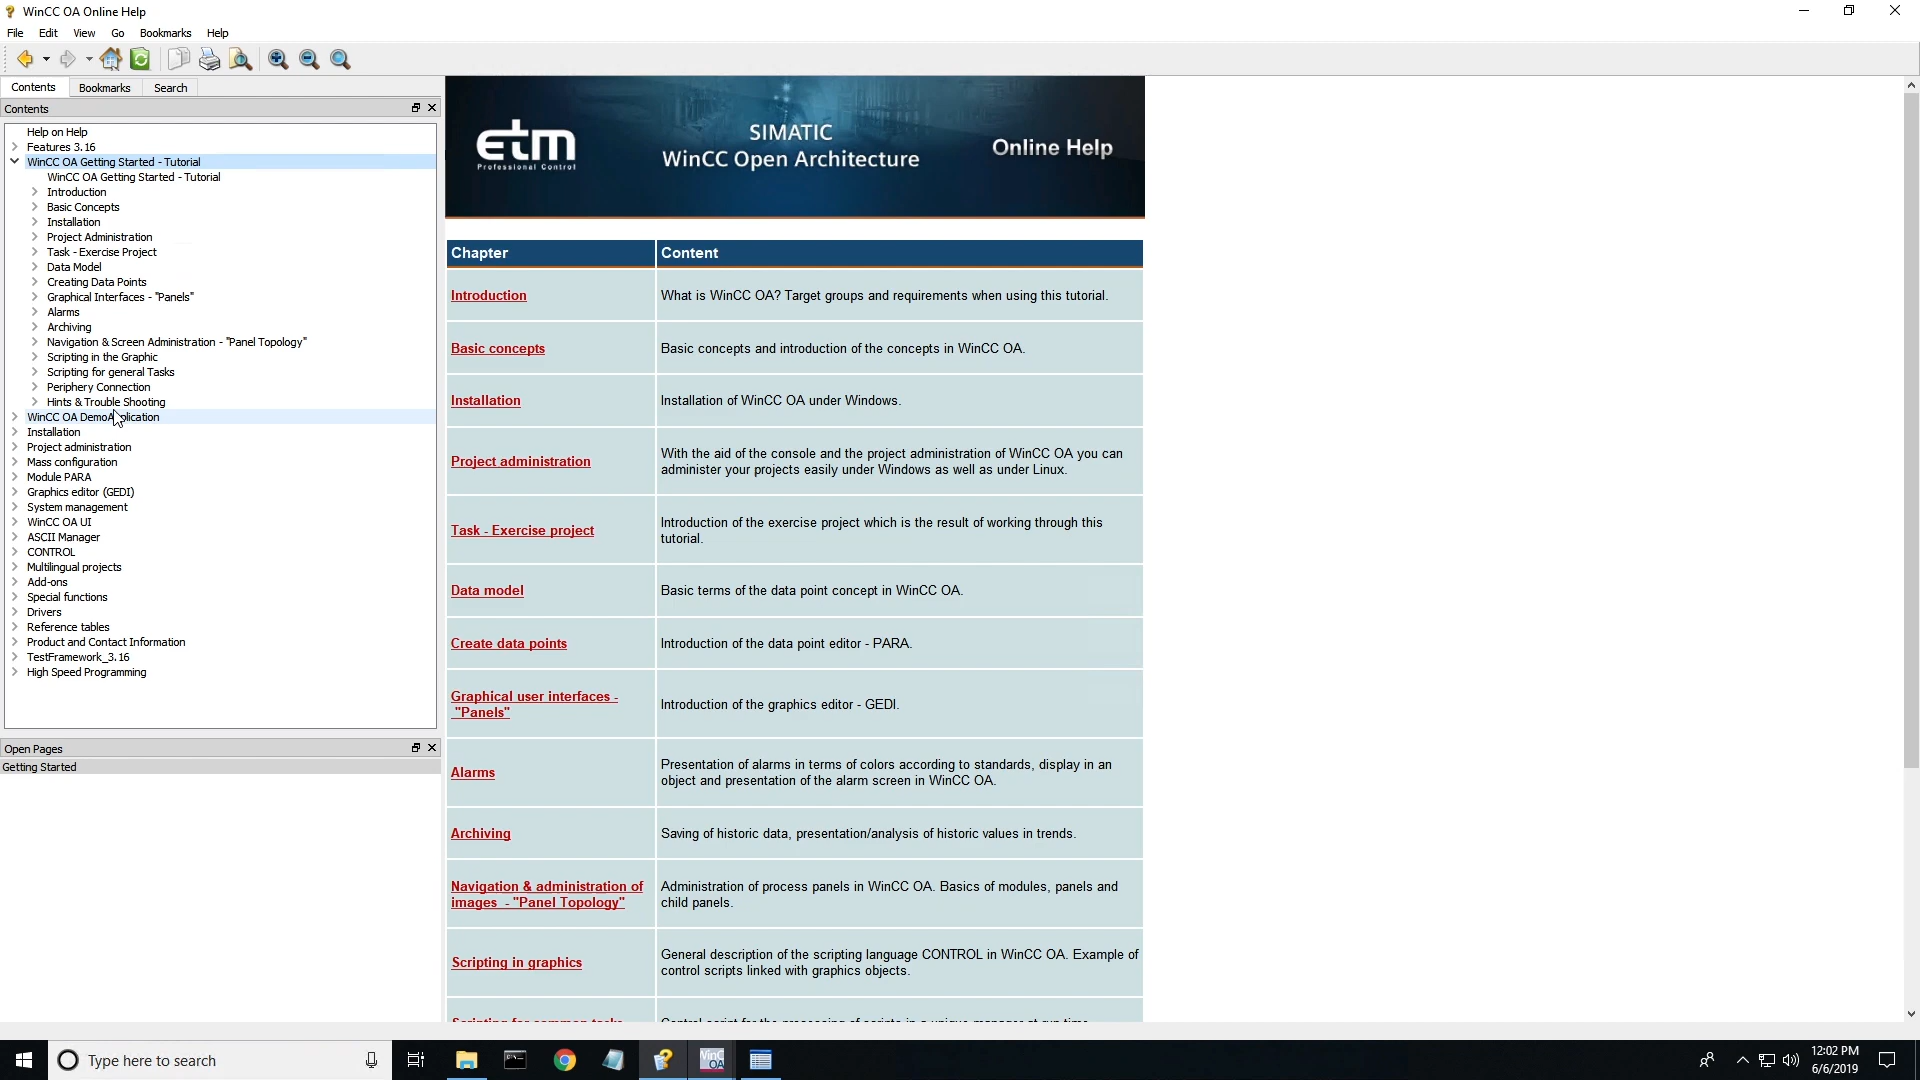 WinCC OA Online Help
File Edit View Go Bookmarks Help
Contents Bookmarks Search
Contents
Help on Help
Features 3.16
WinCC OA Getting Started - Tutorial
WinCC OA Getting Started - Tutorial
Introduction
Basic Concepts
Installation
Project Administration
Task - Exercise Project
Data Model
Creating Data Points
Graphical Interfaces - "Panels"
Alarms
Archiving
Navigation & Screen Administration - "Panel Topology"
Scripting in the Graphic
Scripting for general Tasks
Periphery Connection
Hints & Trouble Shooting
WinCC OA DemoApplication
Installation
Project administration
Mass configuration
Module PARA
Graphics editor (GEDI)
System management
WinCC OA UI
ASCII Manager
CONTROL
Multilingual projects
Add-ons
Special functions
Drivers
Reference tables
Product and Contact Information
TestFramework_3.16
High Speed Programming
Open Pages
Getting Started
etm
Professional Control
SIMATIC
WinCC Open Architecture
Online Help
Chapter Content
Introduction What is WinCC OA? Target groups and requirements when using this tutorial.
Basic concepts Basic concepts and introduction of the concepts in WinCC OA.
Installation Installation of WinCC OA under Windows.
Project administration With the aid of the console and the project administration of WinCC OA you can
administer your projects easily under Windows as well as under Linux.
Task - Exercise project Introduction of the exercise project which is the result of working through this
tutorial.
Data model Basic terms of the data point concept in WinCC OA.
Create data points Introduction of the data point editor - PARA.
Graphical user interfaces -
"Panels" Introduction of the graphics editor - GEDI.
Alarms Presentation of alarms in terms of colors according to standards, display in an
object and presentation of the alarm screen in WinCC OA.
Archiving Saving of historic data, presentation/analysis of historic values in trends.
Navigation & administration of Administration of process panels in WinCC OA. Basics of modules, panels and
images - "Panel Topology" child panels.
Scripting in graphics General description of the scripting language CONTROL in WinCC OA. Example of
control scripts linked with graphics objects.
Type here to search
WinCC
OA
12:02 PM
6/6/2019